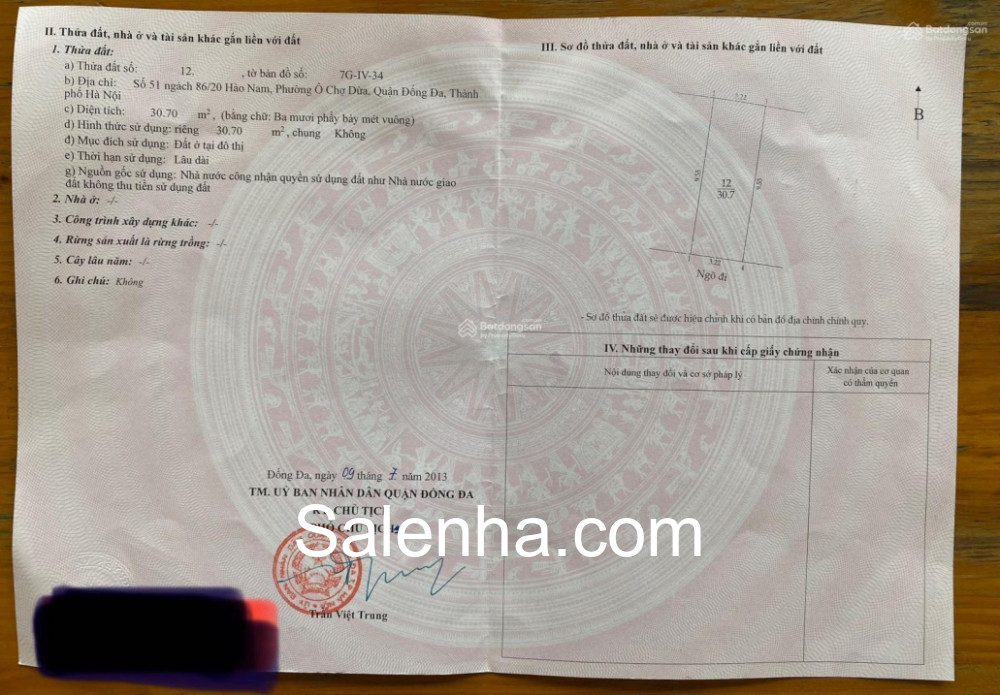 II. Thửa đất, nhà ở và tài sản khác gắn liền với đất
1. Thửa đất:
a) Thửa đất số: 12. , tờ bản đồ số: 7G-IV-34
b) Địa chỉ: Số 51 ngách 86/20 Hào Nam, Phường Ô Chợ Dừa, Quận Đống Đa, Thành
phố Hà Nội
c) Diện tích: 30.70 m², (bằng chữ: Ba mươi phẩy bảy mét vuông)
d) Hình thức sử dụng: riêng 30.70 m², chung Không
đ) Mục đích sử dụng: Đất ở tại đô thị
e) Thời hạn sử dụng: Lâu dài
g) Nguồn gốc sử dụng: Nhà nước công nhận quyền sử dụng đất như Nhà nước giao
đất không thu tiền sử dụng đất
2. Nhà ở: -/-
3. Công trình xây dựng khác: -/-
4. Rừng sản xuất là rừng trồng: -/-
5. Cây lâu năm: -/-
6. Ghi chú: Không
Đống Đa, ngày 09 tháng 7 năm 2013
TM. UỶ BAN NHÂN DÂN QUẬN ĐỐNG ĐA
CHỦ TỊCH
Salenha.com
Trần Việt Trung
Batdongsan
Batdongsan
III. Sơ đồ thửa đất, nhà ở và tài sản khác gắn liền với đất
B
12
30.7
Ngõ đi
- Sơ đồ thửa đất sẽ được hiệu chỉnh khi có bản đồ địa chính chính quy.
IV. Những thay đổi sau khi cấp giấy chứng nhận
Nội dung thay đổi và cơ sở pháp lý
Xác nhận của cơ quan
có thẩm quyền